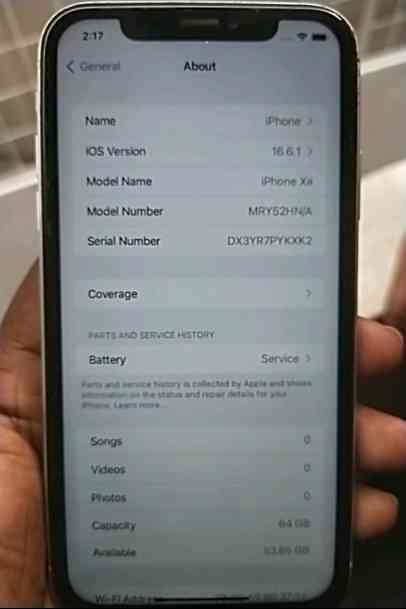 2:17
General
About
Name iPhone
iOS Version 16.6.1
Model Name iPhone XR
Model Number MRY52HN/A
Serial Number DX3YR7PYKXK2
Coverage
PARTS AND SERVICE HISTORY
Battery Service
Parts and service history is collected by Apple and shows
information on the status and repair details for your
iPhone. Learn more...
Songs 0
Videos 0
Photos 0
Capacity 64 GB
Available 53.69 GB
Wi-Fi Address